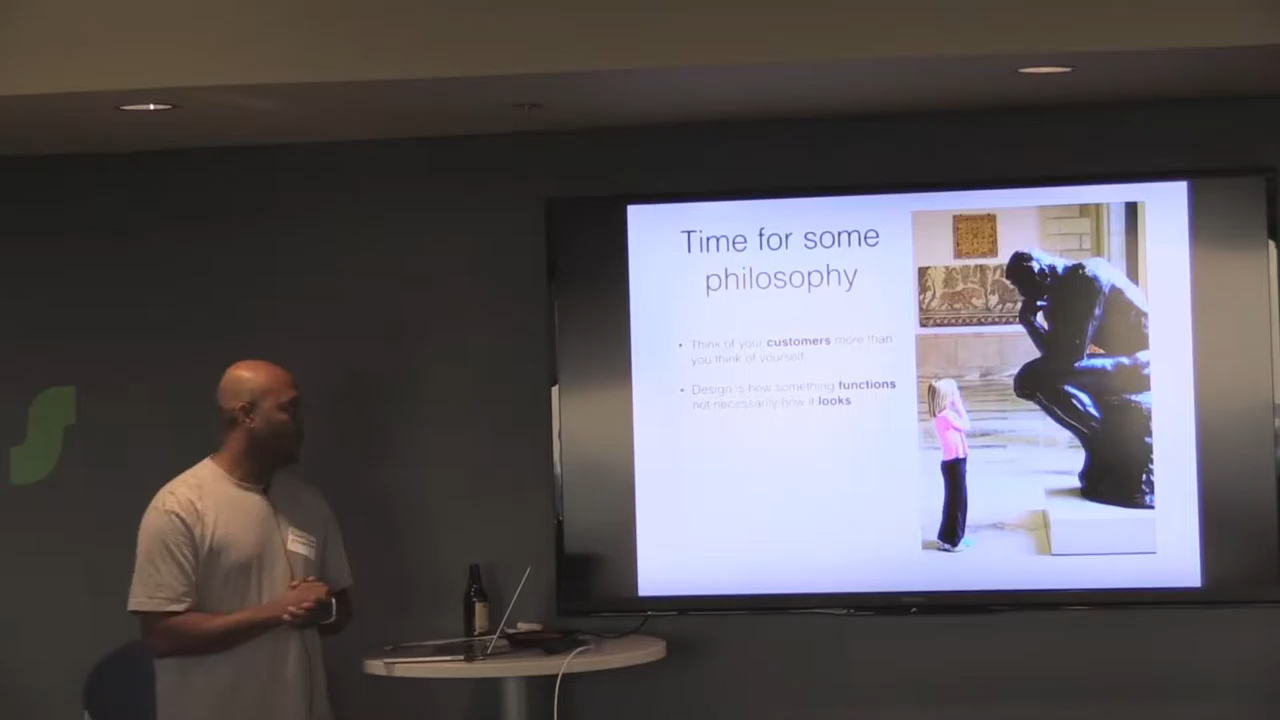 Time for some
philosophy
• Think of your customers more than
you think of yourself
• Design is how something functions
not necessarily how it looks